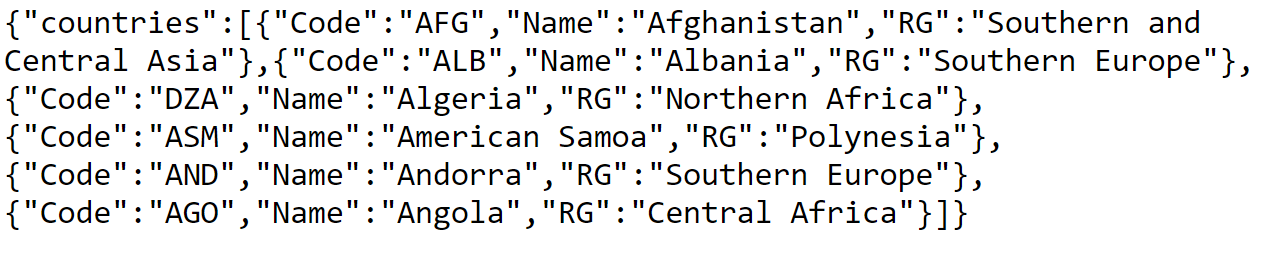 {"countries":[{"Code":"AFG","Name":"Afghanistan","RG":"Southern and
Central Asia"},{"Code":"ALB","Name":"Albania","RG":"Southern Europe"},
{"Code":"DZA","Name":"Algeria","RG":"Northern Africa"},
{"Code":"ASM","Name":"American Samoa","RG":"Polynesia"},
{"Code":"AND","Name":"Andorra","RG":"Southern Europe"},
{"Code":"AGO","Name":"Angola","RG":"Central Africa"}]}